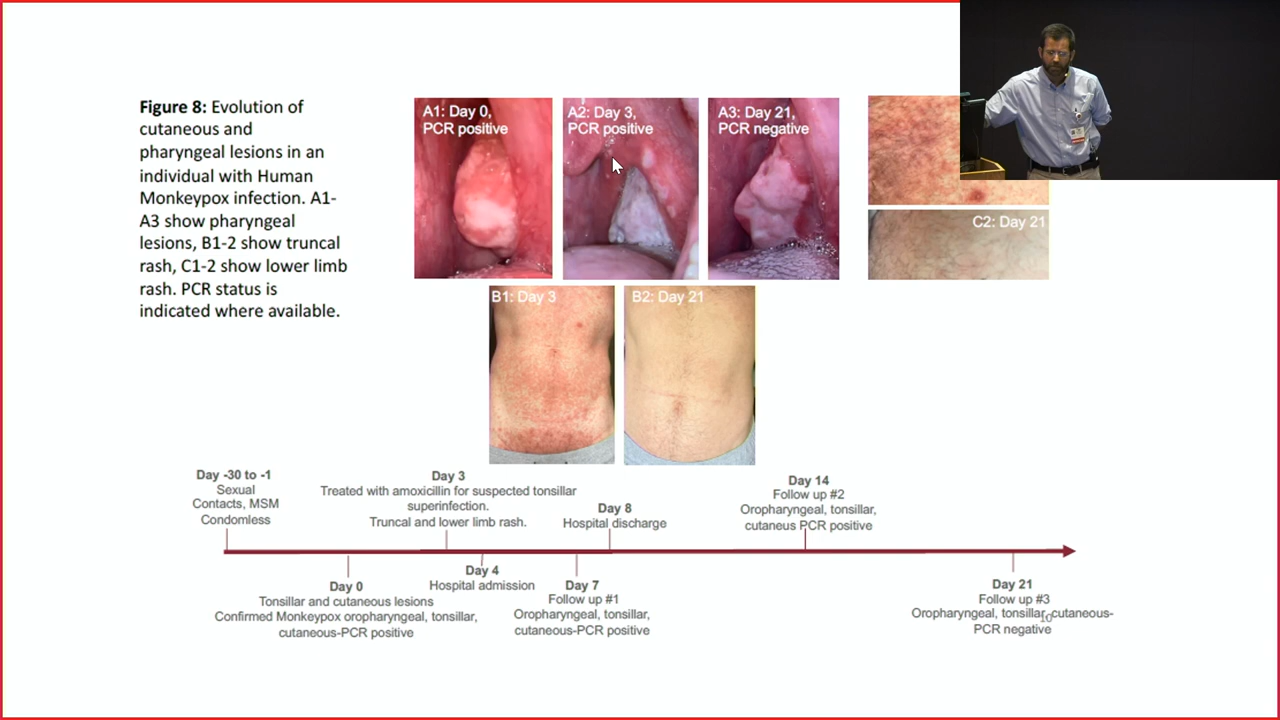 Figure 8: Evolution of
cutaneous and
pharyngeal lesions in an
individual with Human
Monkeypox infection. A1-
A3 show pharyngeal
lesions, B1-2 show truncal
rash, C1-2 show lower limb
rash. PCR status is
indicated where available.
A1: Day 0,
PCR positive
A2: Day 3,
PCR positive
A3: Day 21,
PCR negative
C2: Day 21
B1: Day 3
B2: Day 21
Day -30 to -1
Sexual
Contacts, MSM
Condomless
Day 3
Treated with amoxicillin for suspected tonsillar
superinfection.
Truncal and lower limb rash.
Day 8
Hospital discharge
Day 14
Follow up #2
Oropharyngeal, tonsillar,
cutaneus PCR positive
Day 0
Tonsillar and cutaneous lesions
Confirmed Monkeypox oropharyngeal, tonsillar,
cutaneous-PCR positive
Day 4
Hospital admission
Day 7
Follow up #1
Oropharyngeal, tonsillar,
cutaneous-PCR positive
Day 21
Follow up #3
Oropharyngeal, tonsillar, cutaneous-
PCR negative
10